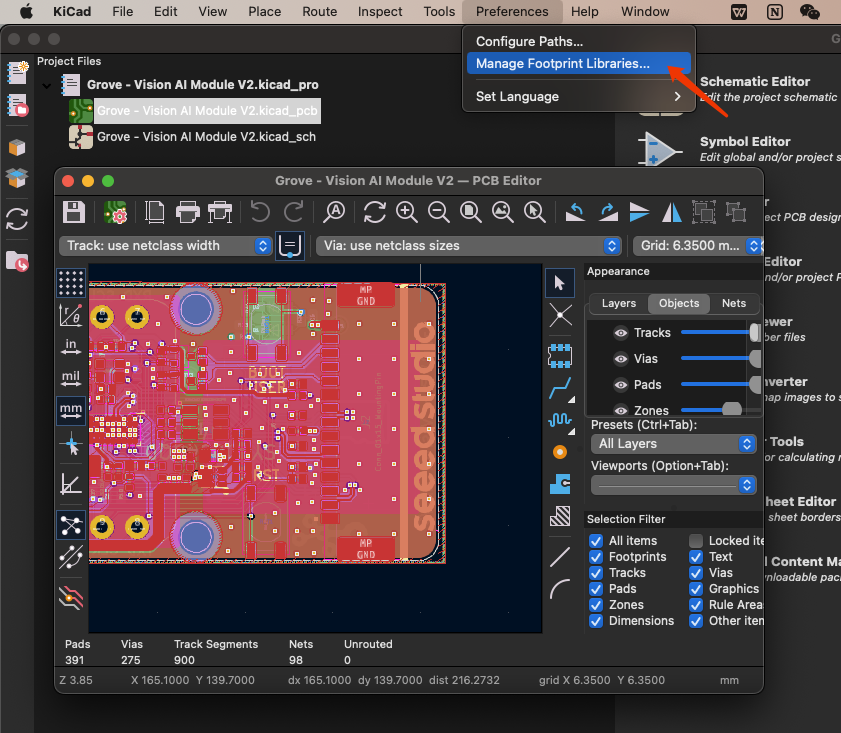 KiCad File Edit View Place Route Inspect Tools Preferences Help Window
Configure Paths...
Manage Footprint Libraries...
Set Language
Project Files
Grove - Vision AI Module V2.kicad_pro
Grove - Vision AI Module V2.kicad_pcb
Grove - Vision AI Module V2.kicad_sch
Schematic Editor
Edit the project schematic
Symbol Editor
Edit global and/or project s
ect PCB design
Editor
nd/or project P
ewer
ber files
nverter
map images to s
r Tools
or calculating r
heet Editor
sheet borders
d Content Ma
nloadable pac
Grove - Vision AI Module V2 — PCB Editor
Track: use netclass width
Via: use netclass sizes
Grid: 6.3500 m...
in
mil
mm
MP
GND
BOOT
USER
RST
seeed studio
MP
GND
Appearance
Layers Objects Nets
Tracks
Vias
Pads
Zones
Presets (Ctrl+Tab):
All Layers
Viewports (Option+Tab):
Selection Filter
All items Locked ite
Footprints Text
Tracks Vias
Pads Graphics
Zones Rule Areas
Dimensions Other item
Pads Vias Track Segments Nets Unrouted
391 275 900 98 0
Z 3.85 X 165.1000 Y 139.7000 dx 165.1000 dy 139.7000 dist 216.2732 grid X 6.3500 Y 6.3500 mm